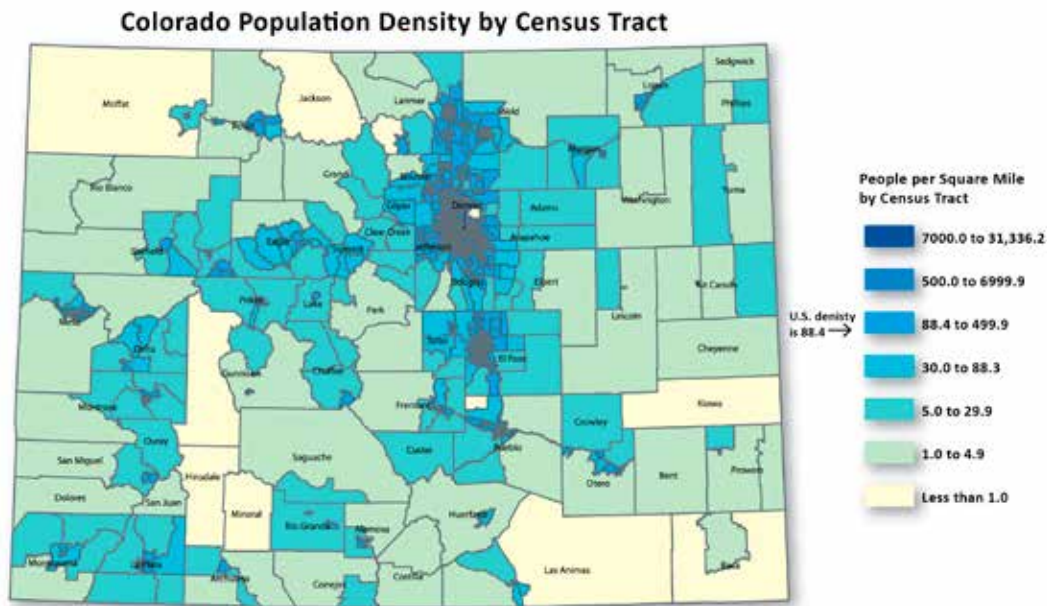 Colorado Population Density by Census Tract
Sedgwick
Logan
Moffat
Jackson
Larimer
Weld
Phillips
Routt
Morgan
Boulder
Grand
Rio Blanco
Yuma
Denver
Washington
Gilpin
Adams
Clear Creek
Arapahoe
Eagle
Summit
Jefferson
Garfield
Douglas
Elbert
Kit Carson
Pitkin
Lake
Park
Lincoln
Mesa
Teller
Cheyenne
Delta
El Paso
Chaffee
Gunnison
Fremont
Kiowa
Montrose
Crowley
Ouray
Custer
Pueblo
San Miguel
Saguache
Bent
Prowers
Hinsdale
Otero
Dolores
San Juan
Mineral
Huerfano
Rio Grande
Alamosa
Montezuma
La Plata
Las Animas
Baca
Archuleta
Conejos
Costilla
People per Square Mile
by Census Tract
7000.0 to 31,336.2
500.0 to 6999.9
U.S. denisty
is 88.4
88.4 to 499.9
30.0 to 88.3
5.0 to 29.9
1.0 to 4.9
Less than 1.0